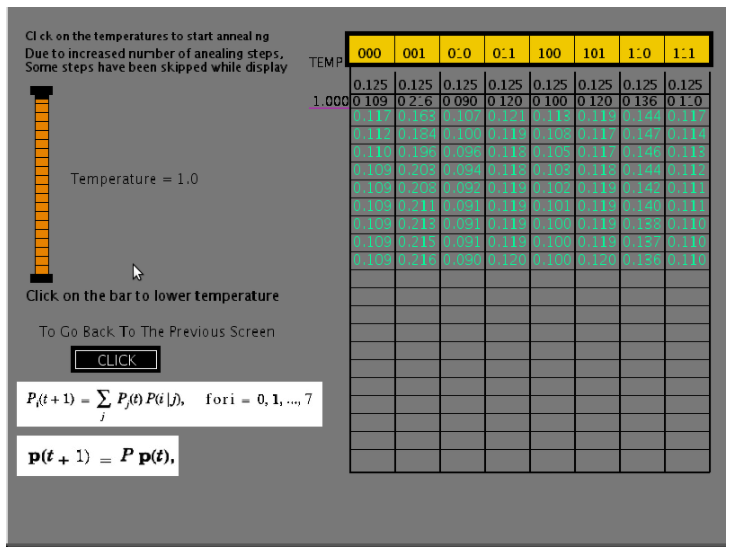 Click on the temperatures to start annealing
Due to increased number of anealing steps,
Some steps have been skipped while display
TEMP 000 001 010 011 100 101 110 111
0.125 0.125 0.125 0.125 0.125 0.125 0.125 0.125
1.000 0.109 0.216 0.090 0.120 0.100 0.120 0.136 0.110
0.117 0.163 0.107 0.121 0.113 0.119 0.144 0.117
0.112 0.184 0.100 0.119 0.108 0.117 0.147 0.114
0.110 0.196 0.096 0.118 0.105 0.117 0.146 0.113
0.109 0.203 0.094 0.118 0.103 0.118 0.144 0.112
0.109 0.208 0.092 0.119 0.102 0.119 0.142 0.111
0.109 0.211 0.091 0.119 0.101 0.119 0.140 0.111
0.109 0.213 0.091 0.119 0.100 0.119 0.138 0.110
0.109 0.215 0.091 0.119 0.100 0.119 0.137 0.110
0.109 0.216 0.090 0.120 0.100 0.120 0.136 0.110
Temperature = 1.0
Click on the bar to lower temperature
To Go Back To The Previous Screen
CLICK
P_i(t + 1) = ∑_j P_j(t) P(i | j), for i = 0, 1, ..., 7
p(t + 1) = P p(t),